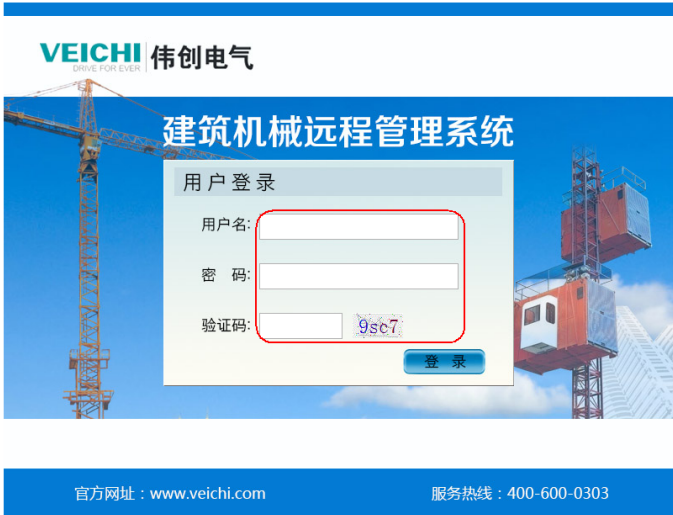 VEICHI 伟创电气
DRIVE FOR EVER
建筑机械远程管理系统
用户登录
用户名:
密 码:
验证码: 9sc7
登 录
官方网址：www.veichi.com 服务热线：400-600-0303